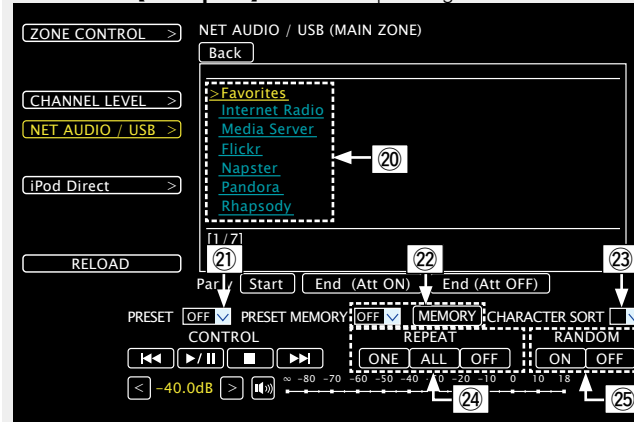 ZONE CONTROL >
NET AUDIO / USB (MAIN ZONE)
Back
CHANNEL LEVEL >
NET AUDIO / USB >
iPod Direct >
RELOAD
>Favorites
Internet Radio
Media Server
Flickr
Napster
Pandora
Rhapsody
⑳
[1/7]
㉑ ㉒ ㉓
Start End (Att ON) End (Att OFF)
PRESET OFF PRESET MEMORY OFF MEMORY CHARACTER SORT
CONTROL REPEAT RANDOM
ONE ALL OFF ON OFF
< -40.0dB > ∞ -80 -70 -60 -50 -40 -20 -10 0 10 18
㉔ ㉕